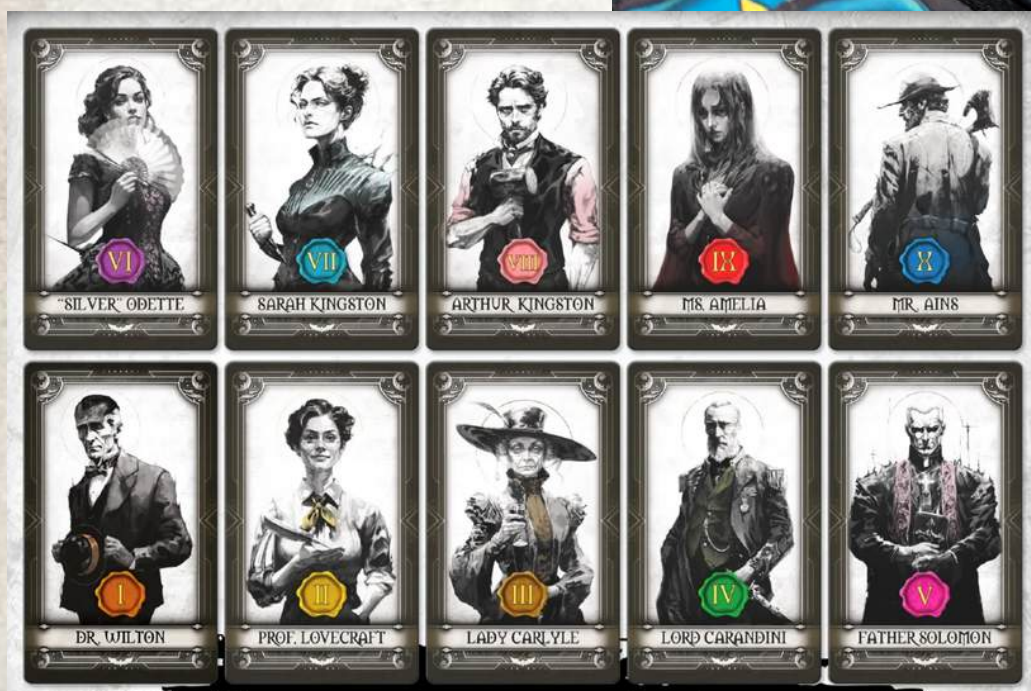 VI
"SILVER" ODETTE
VII
SARAH KINGSTON
VIII
ARTHUR KINGSTON
IX
MS. AMELIA
X
MR. AINS
I
DR. WILTON
II
PROF. LOVECRAFT
III
LADY CARLYLE
IV
LORD CARANDINI
V
FATHER SOLOMON